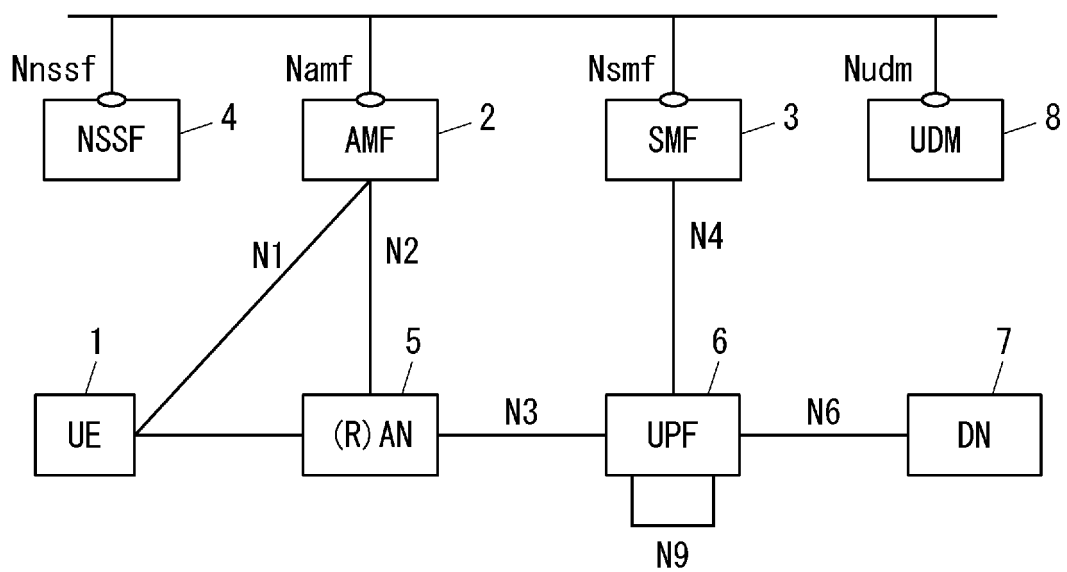 Nnssf Namf Nsmf Nudm
NSSF 4 AMF 2 SMF 3 UDM 8
N1 N2 N4
1 5 6 7
UE (R)AN N3 UPF N6 DN
N9